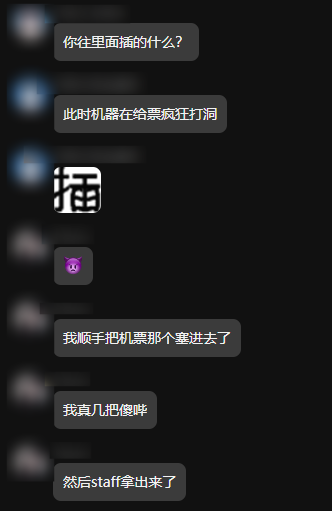 你往里面插的什么？
此时机器在给票疯狂打洞
插
我顺手把机票那个塞进去了
我真几把傻哔
然后staff拿出来了